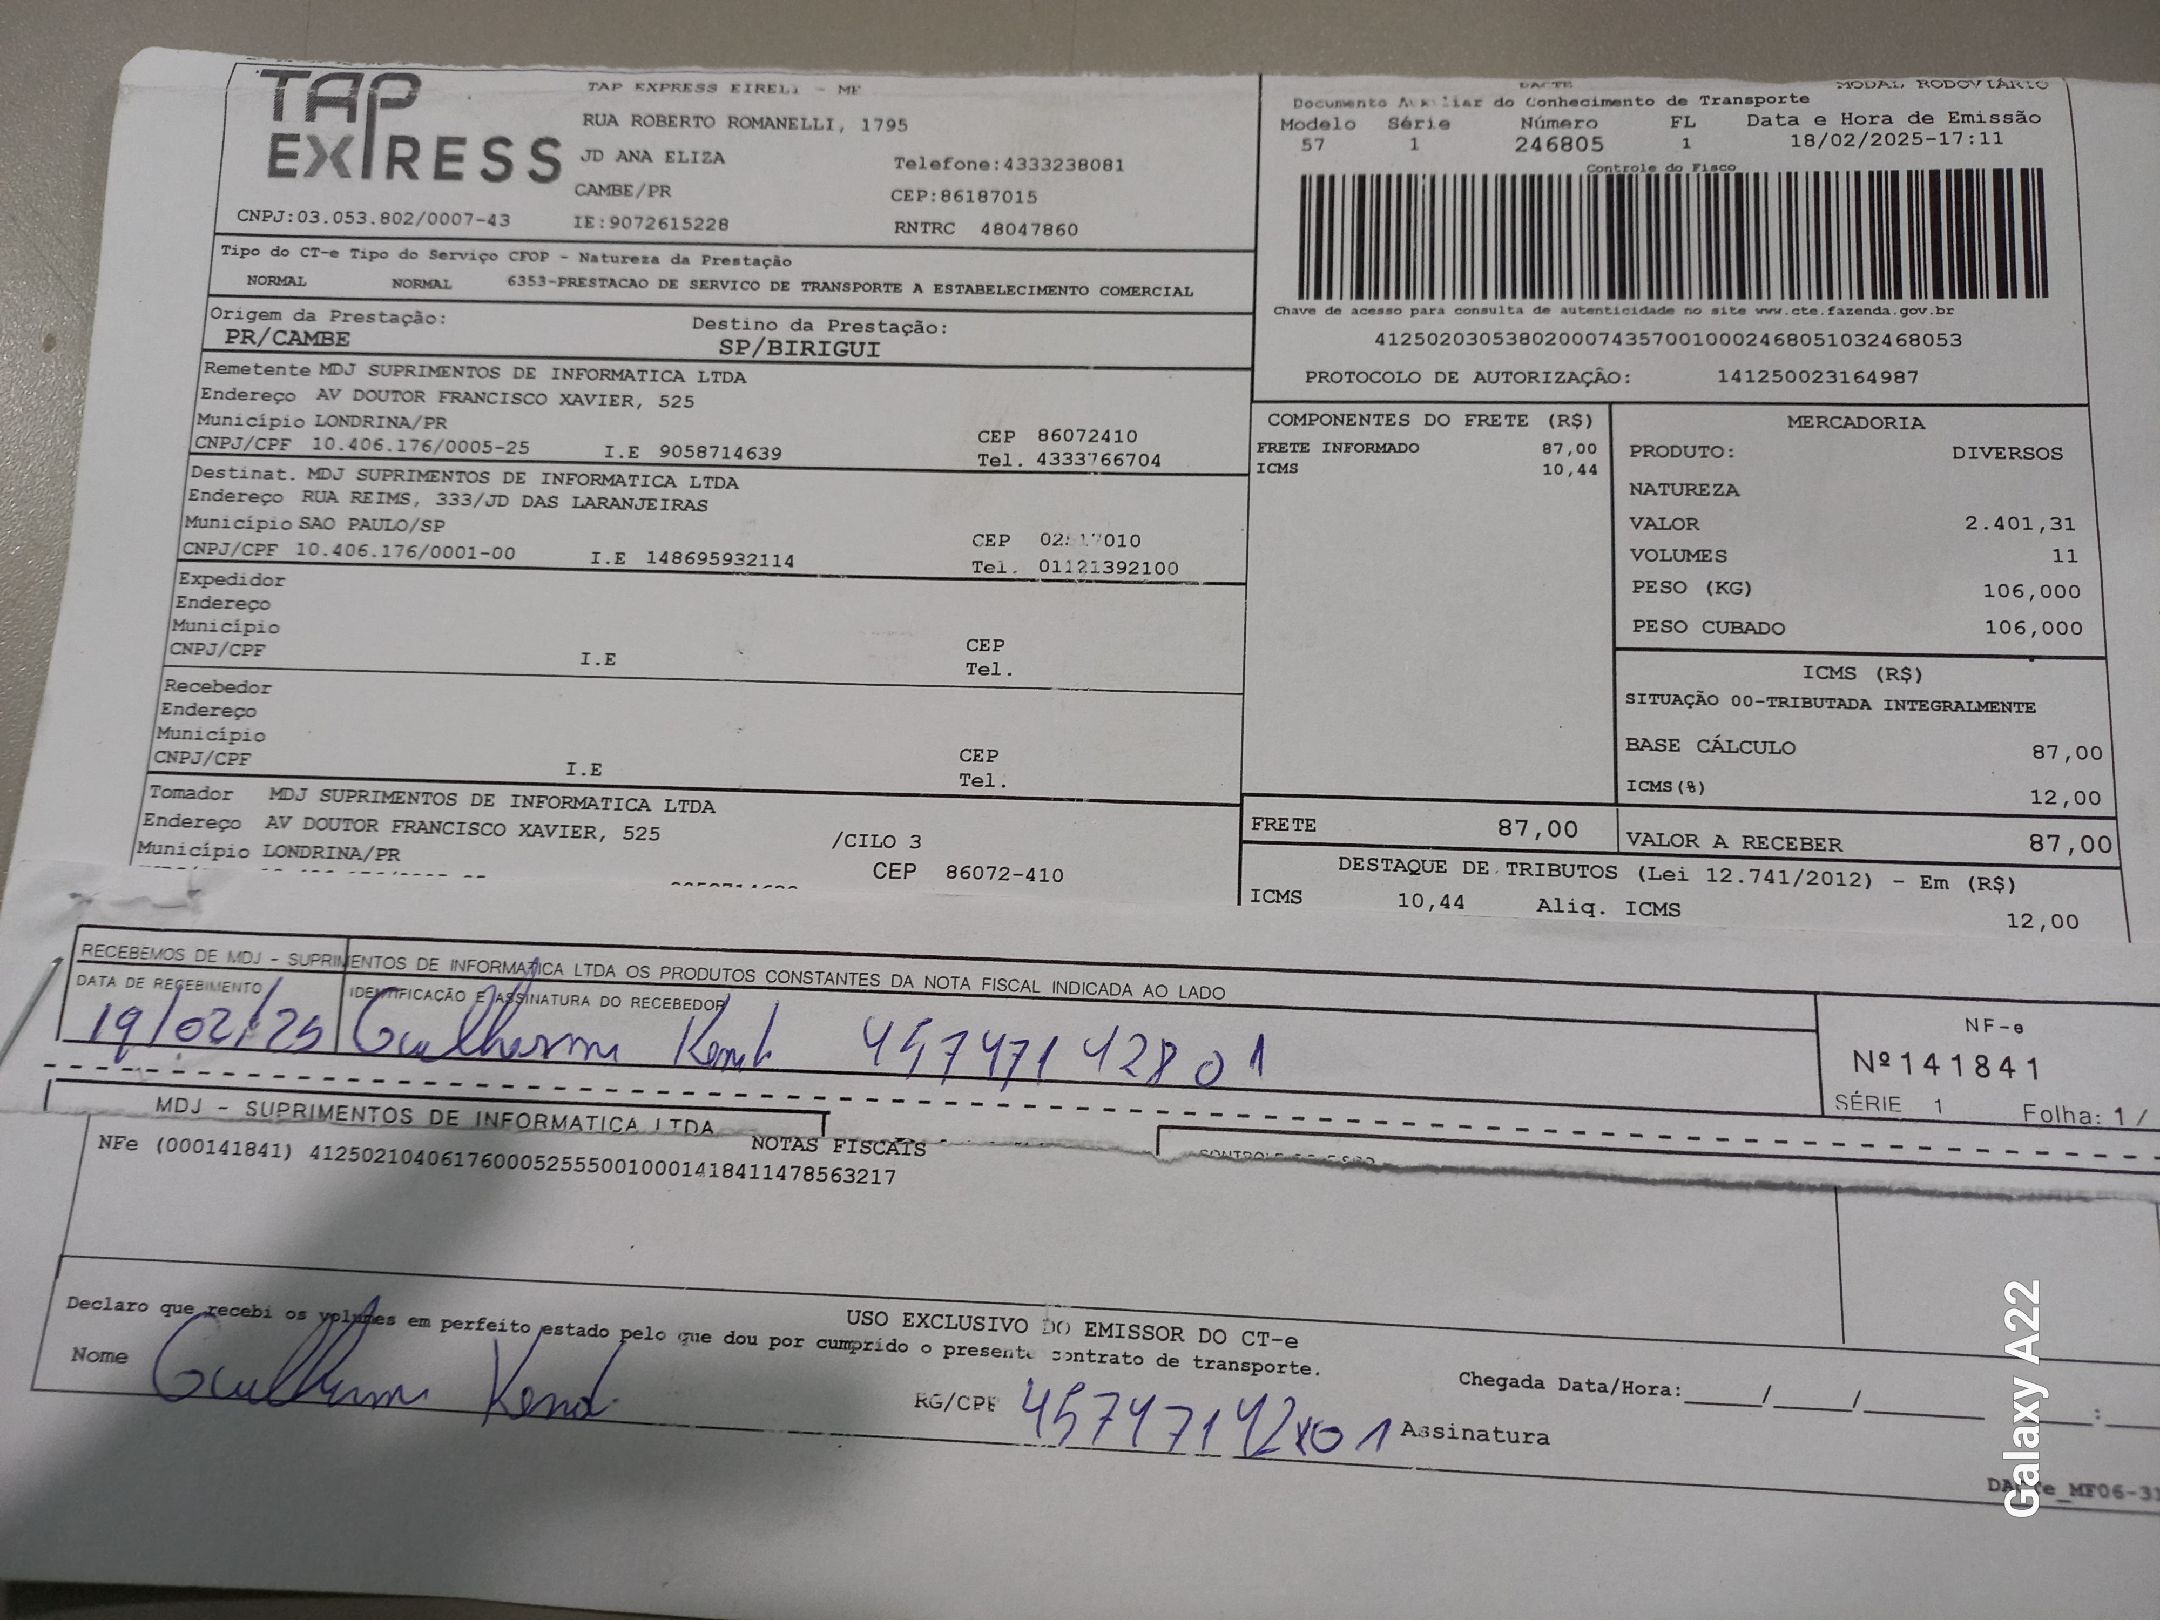 TAP EXPRESS
TAP EXPRESS EIRELI - ME
RUA ROBERTO ROMANELLI, 1795
JD ANA ELIZA Telefone:4333238081
CAMBE/PR CEP:86187015
CNPJ:03.053.802/0007-43 IE:9072615228 RNTRC 48047860
DACTE MODAL RODOVIÁRIO
Documento Auxiliar do Conhecimento de Transporte
Modelo Série Número FL Data e Hora de Emissão
57 1 246805 1 18/02/2025-17:11
Controle do Fisco
Chave de acesso para consulta de autenticidade no site www.cte.fazenda.gov.br
41250203053802000743570010002468051032468053
PROTOCOLO DE AUTORIZAÇÃO: 141250023164987
Tipo do CT-e Tipo do Serviço CFOP - Natureza da Prestação
NORMAL NORMAL 6353-PRESTACAO DE SERVICO DE TRANSPORTE A ESTABELECIMENTO COMERCIAL
Origem da Prestação: Destino da Prestação:
PR/CAMBE SP/BIRIGUI
Remetente MDJ SUPRIMENTOS DE INFORMATICA LTDA
Endereço AV DOUTOR FRANCISCO XAVIER, 525
Município LONDRINA/PR CEP 86072410
CNPJ/CPF 10.406.176/0005-25 I.E 9058714639 Tel. 4333766704
Destinat. MDJ SUPRIMENTOS DE INFORMATICA LTDA
Endereço RUA REIMS, 333/JD DAS LARANJEIRAS
Município SAO PAULO/SP CEP
CNPJ/CPF 10.406.176/0001-00 I.E 148695932114 Tel. 01121392100
Expedidor
Endereço
Município CEP
CNPJ/CPF I.E Tel.
Recebedor
Endereço
Município CEP
CNPJ/CPF I.E Tel.
Tomador MDJ SUPRIMENTOS DE INFORMATICA LTDA
Endereço AV DOUTOR FRANCISCO XAVIER, 525 /CILO 3
Município LONDRINA/PR CEP 86072-410
COMPONENTES DO FRETE (R$)
FRETE INFORMADO 87,00
ICMS 10,44
MERCADORIA
PRODUTO: DIVERSOS
NATUREZA
VALOR 2.401,31
VOLUMES 11
PESO (KG) 106,000
PESO CUBADO 106,000
ICMS (R$)
SITUAÇÃO 00-TRIBUTADA INTEGRALMENTE
BASE CÁLCULO 87,00
ICMS(%) 12,00
FRETE 87,00 VALOR A RECEBER 87,00
DESTAQUE DE TRIBUTOS (Lei 12.741/2012) - Em (R$)
ICMS 10,44 Aliq. ICMS 12,00
RECEBEMOS DE MDJ - SUPRIMENTOS DE INFORMATICA LTDA OS PRODUTOS CONSTANTES DA NOTA FISCAL INDICADA AO LADO
DATA DE RECEBIMENTO IDENTIFICAÇÃO E ASSINATURA DO RECEBEDOR
19/02/25 Guilherme 45747142801
NF-e
Nº141841
SÉRIE 1 Folha: 1 /
MDJ - SUPRIMENTOS DE INFORMATICA LTDA
NOTAS FISCAIS
NFe (000141841) 41250210406176000525550010001418411478563217
USO EXCLUSIVO DO EMISSOR DO CT-e
Declaro que recebi os volumes em perfeito estado pelo que dou por cumprido o presente contrato de transporte.
Nome Guilherme RG/CPF 45747142801 Assinatura
Chegada Data/Hora:____/____/____ ____:____
Galaxy A22